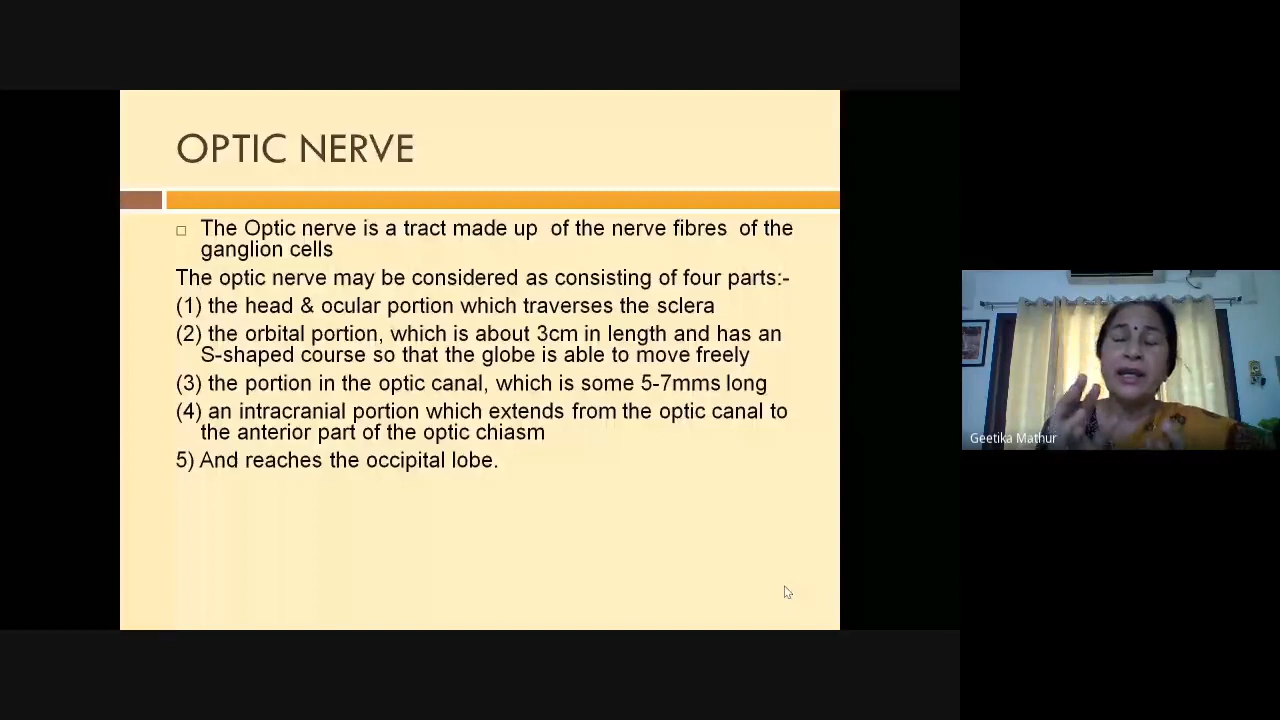 OPTIC NERVE
The Optic nerve is a tract made up  of the nerve fibres  of the
ganglion cells
The optic nerve may be considered as consisting of four parts:-
(1) the head & ocular portion which traverses the sclera
(2) the orbital portion, which is about 3cm in length and has an
S-shaped course so that the globe is able to move freely
(3) the portion in the optic canal, which is some 5-7mms long
(4) an intracranial portion which extends from the optic canal to
the anterior part of the optic chiasm
5) And reaches the occipital lobe.
Geetika Mathur